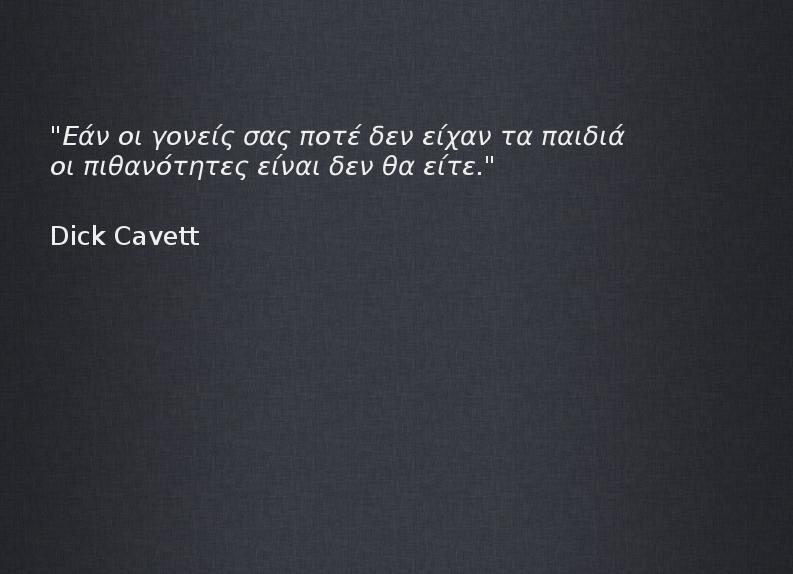 "Εάν οι γονείς σας ποτέ δεν είχαν τα παιδιά
οι πιθανότητες είναι δεν θα είτε."
Dick Cavett